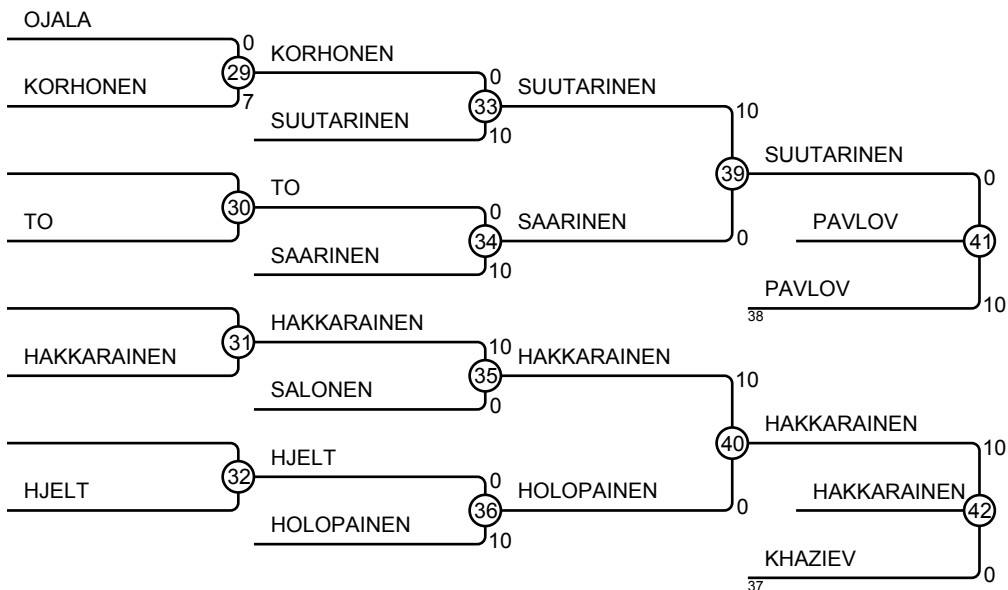 OJALA
0
29
KORHONEN
7
KORHONEN
0
33
SUUTARINEN
10
SUUTARINEN
10
30
TO
TO
0
34
SAARINEN
10
SAARINEN
0
39
SUUTARINEN
0
PAVLOV
41
PAVLOV
38
10
31
HAKKARAINEN
HAKKARAINEN
10
35
SALONEN
0
HAKKARAINEN
10
32
HJELT
HJELT
0
36
HOLOPAINEN
10
HOLOPAINEN
0
40
HAKKARAINEN
10
HAKKARAINEN
42
KHAZIEV
37
0